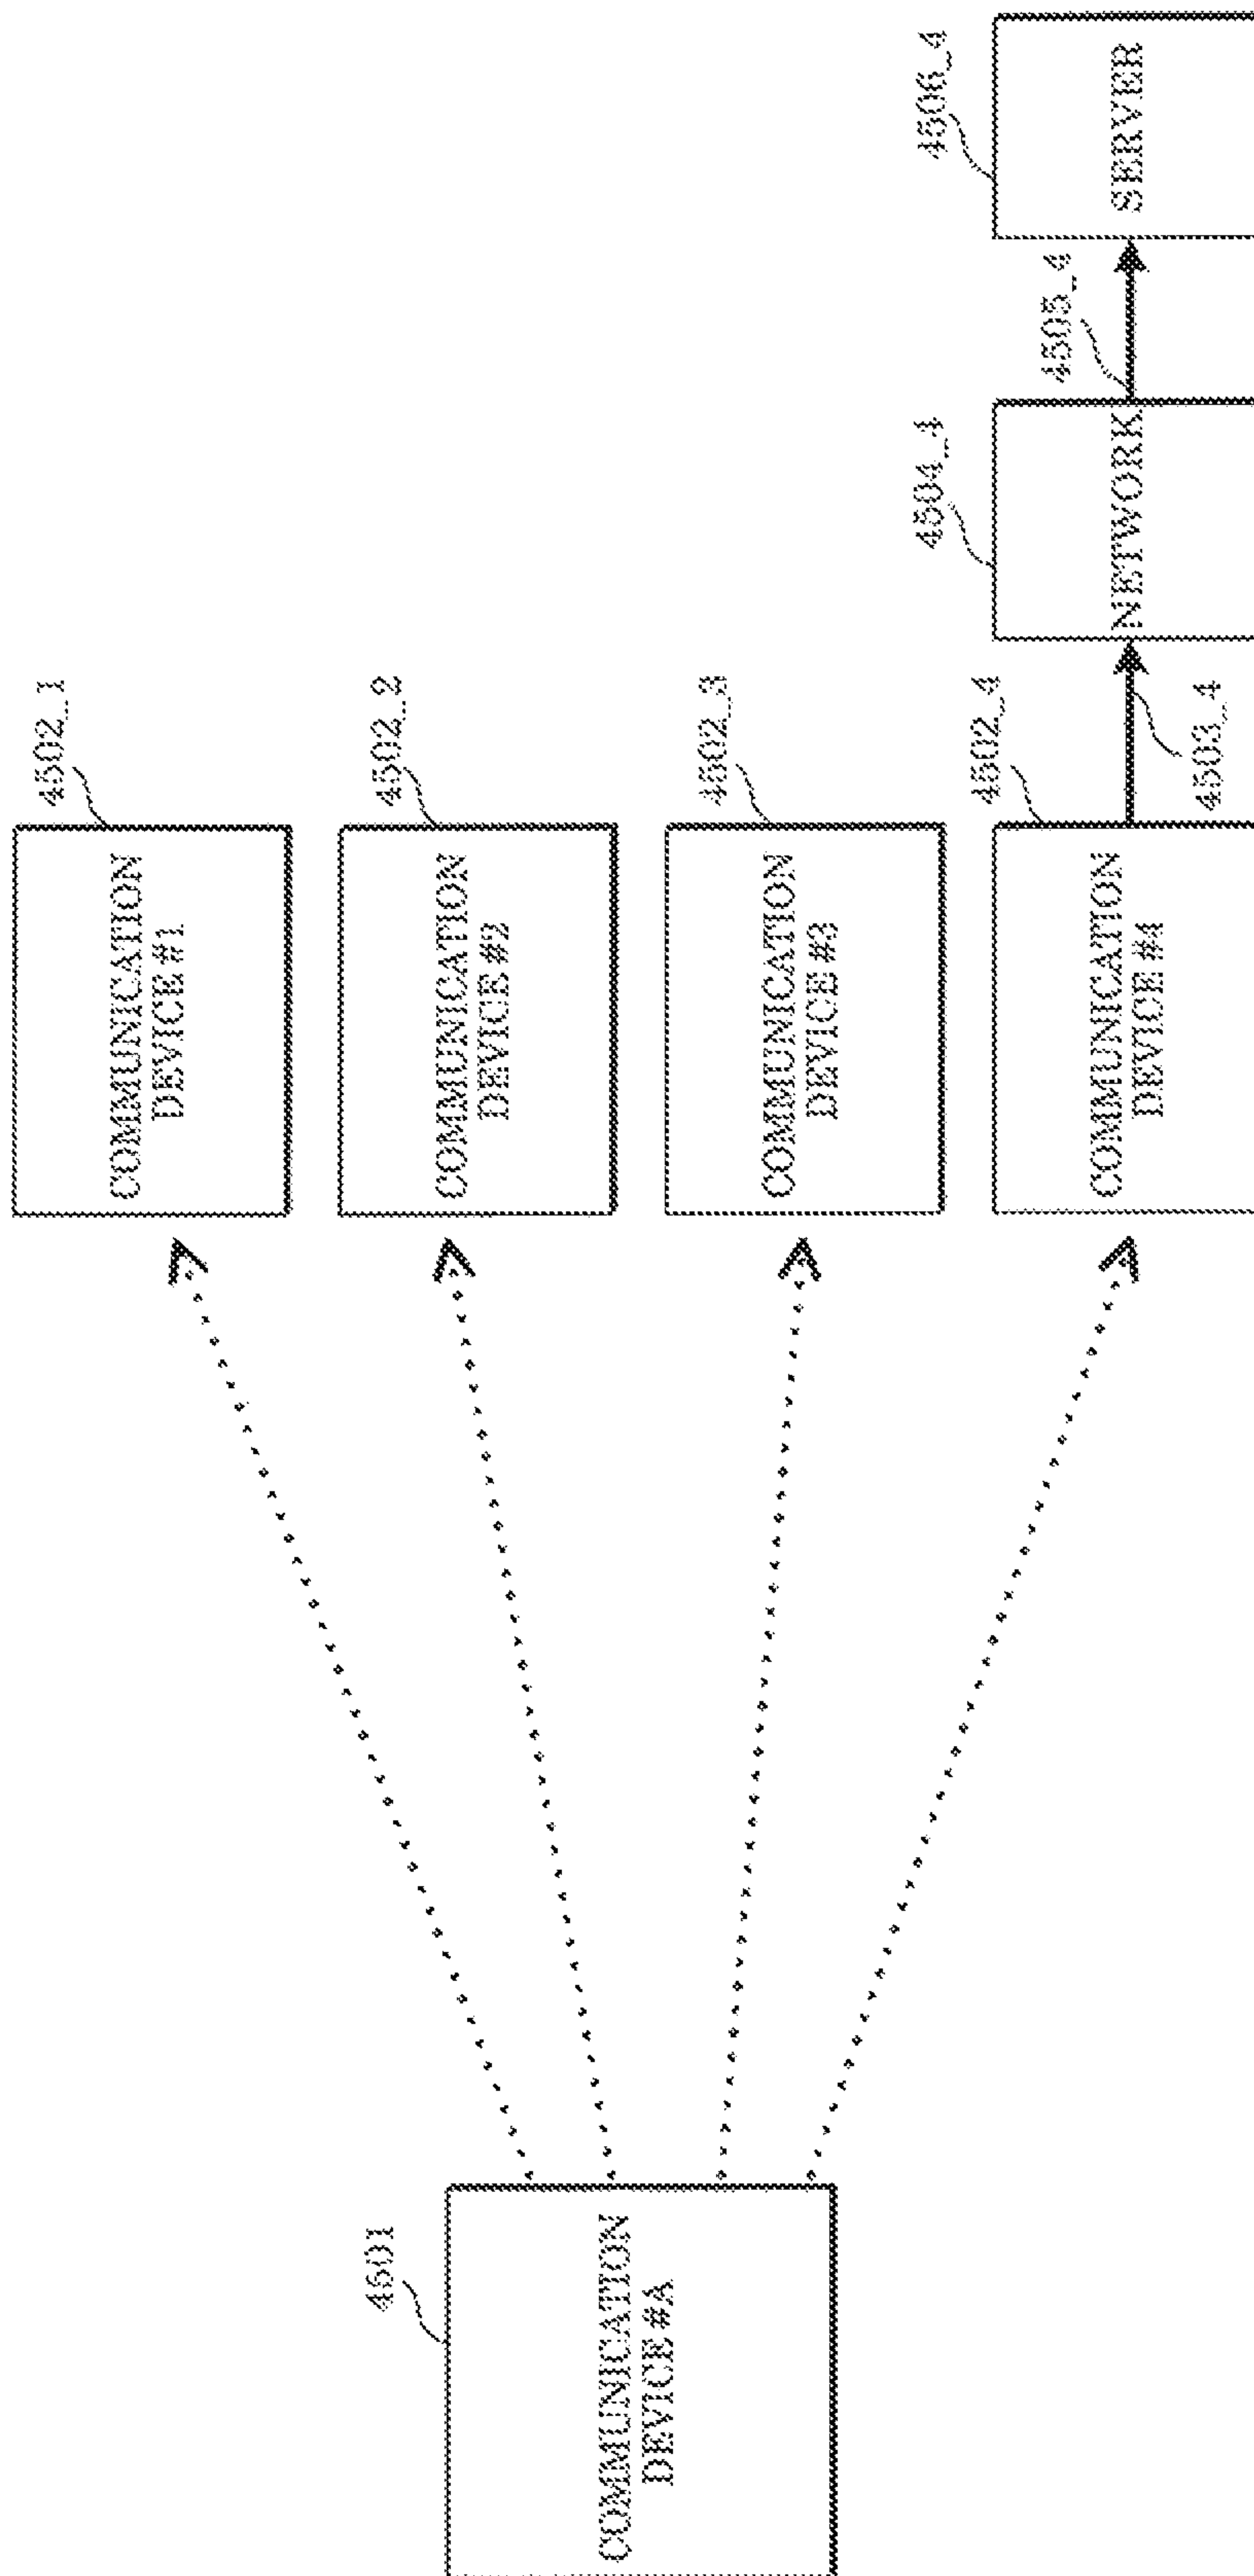 4501
COMMUNICATION
DEVICE #A
4502_1
COMMUNICATION
DEVICE #1
4502_2
COMMUNICATION
DEVICE #2
4502_3
COMMUNICATION
DEVICE #3
4502_4
COMMUNICATION
DEVICE #4
4503_4
4504_4
NETWORK
4505_4
4506_4
SERVER